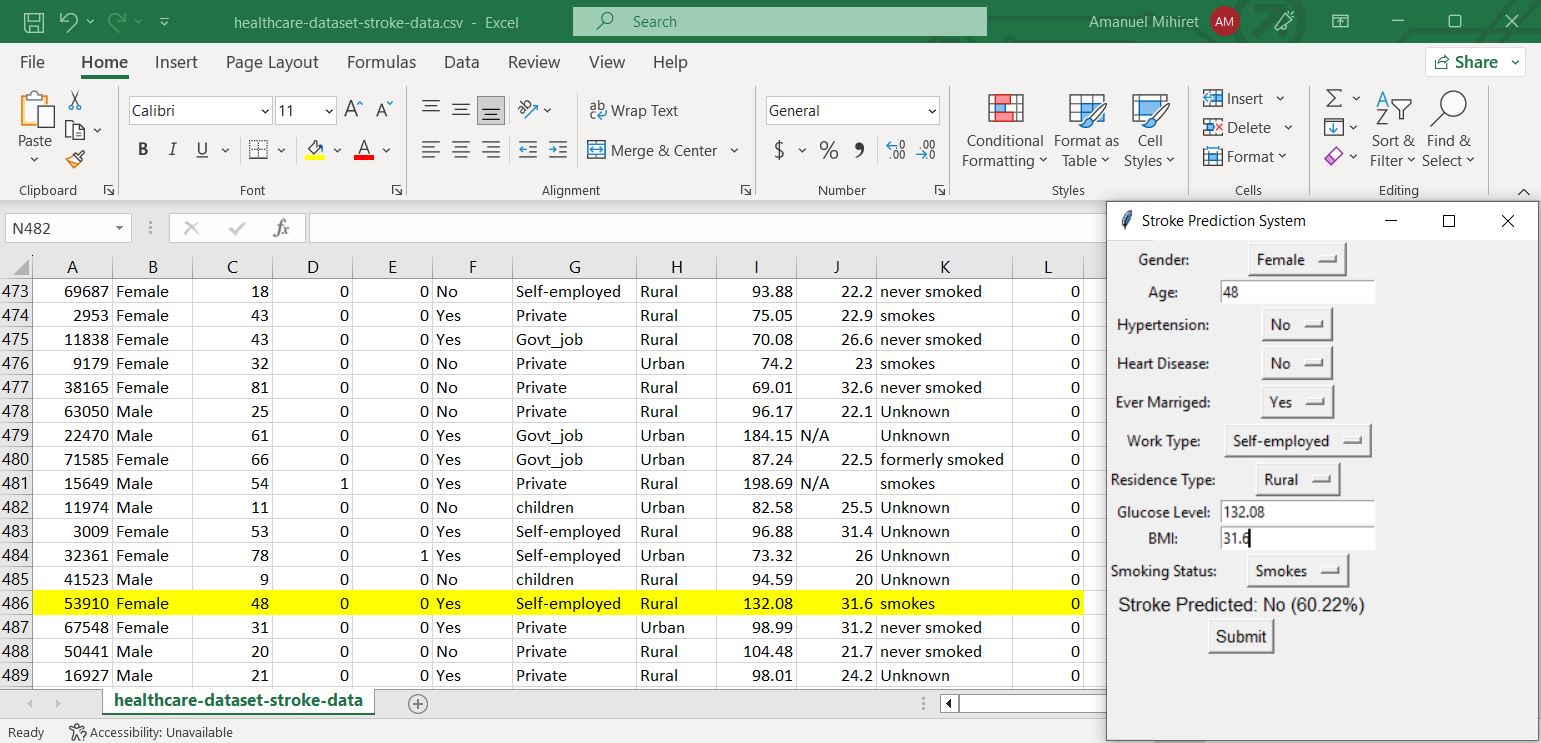 healthcare-dataset-stroke-data.csv - Excel
Search
Amanuel Mihiret AM
File Home Insert Page Layout Formulas Data Review View Help Share
Paste
Clipboard
Calibri 11
B I U
Font
Wrap Text
Merge & Center
Alignment
General
$ % 9
Number
Conditional Formatting
Format as Table
Cell Styles
Styles
Insert
Delete
Format
Cells
Sort & Filter
Find & Select
Editing
N482 fx
A B C D E F G H I J K L
473 69687 Female 18 0 0 No Self-employed Rural 93.88 22.2 never smoked 0
474 2953 Female 43 0 0 Yes Private Rural 75.05 22.9 smokes 0
475 11838 Female 43 0 0 Yes Govt_job Rural 70.08 26.6 never smoked 0
476 9179 Female 32 0 0 No Private Urban 74.2 23 smokes 0
477 38165 Female 81 0 0 No Private Rural 69.01 32.6 never smoked 0
478 63050 Male 25 0 0 No Private Rural 96.17 22.1 Unknown 0
479 22470 Male 61 0 0 Yes Govt_job Urban 184.15 N/A Unknown 0
480 71585 Female 66 0 0 Yes Govt_job Urban 87.24 22.5 formerly smoked 0
481 15649 Male 54 1 0 Yes Private Rural 198.69 N/A smokes 0
482 11974 Male 11 0 0 No children Urban 82.58 25.5 Unknown 0
483 3009 Female 53 0 0 Yes Self-employed Rural 96.88 31.4 Unknown 0
484 32361 Female 78 0 1 Yes Self-employed Urban 73.32 26 Unknown 0
485 41523 Male 9 0 0 No children Rural 94.59 20 Unknown 0
486 53910 Female 48 0 0 Yes Self-employed Rural 132.08 31.6 smokes 0
487 67548 Female 31 0 0 Yes Private Urban 98.99 31.2 never smoked 0
488 50441 Male 20 0 0 No Private Rural 104.48 21.7 never smoked 0
489 16927 Male 21 0 0 Yes Private Rural 98.01 24.2 Unknown 0
healthcare-dataset-stroke-data
Ready Accessibility: Unavailable
Stroke Prediction System
Gender: Female
Age: 48
Hypertension: No
Heart Disease: No
Ever Marriged: Yes
Work Type: Self-employed
Residence Type: Rural
Glucose Level: 132.08
BMI: 31.6
Smoking Status: Smokes
Stroke Predicted: No (60.22%)
Submit